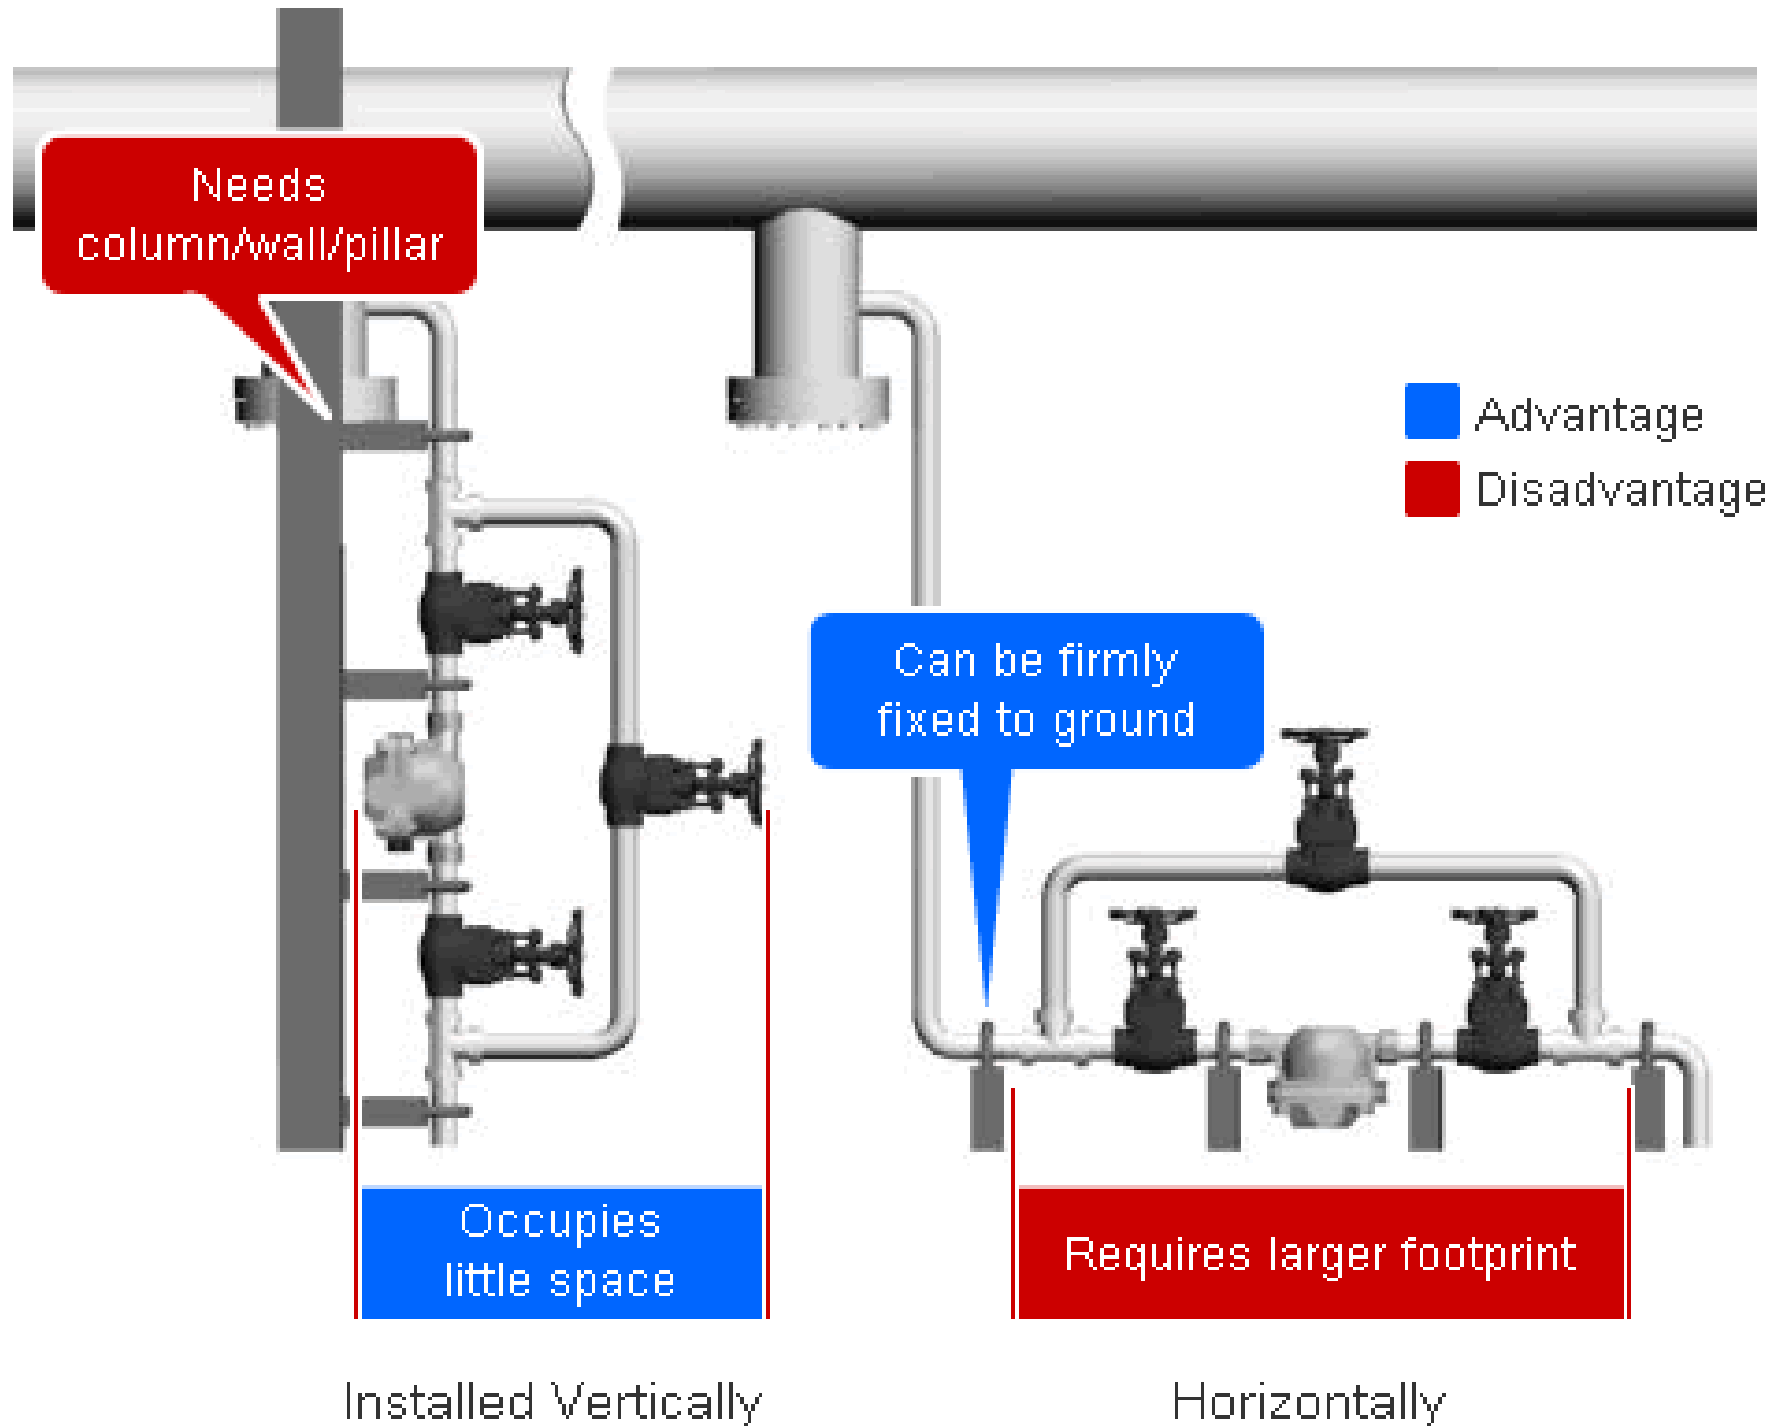 Needs
column/wall/pillar
Advantage
Disadvantage
Can be firmly
fixed to ground
Occupies
little space
Requires larger footprint
Installed Vertically
Horizontally